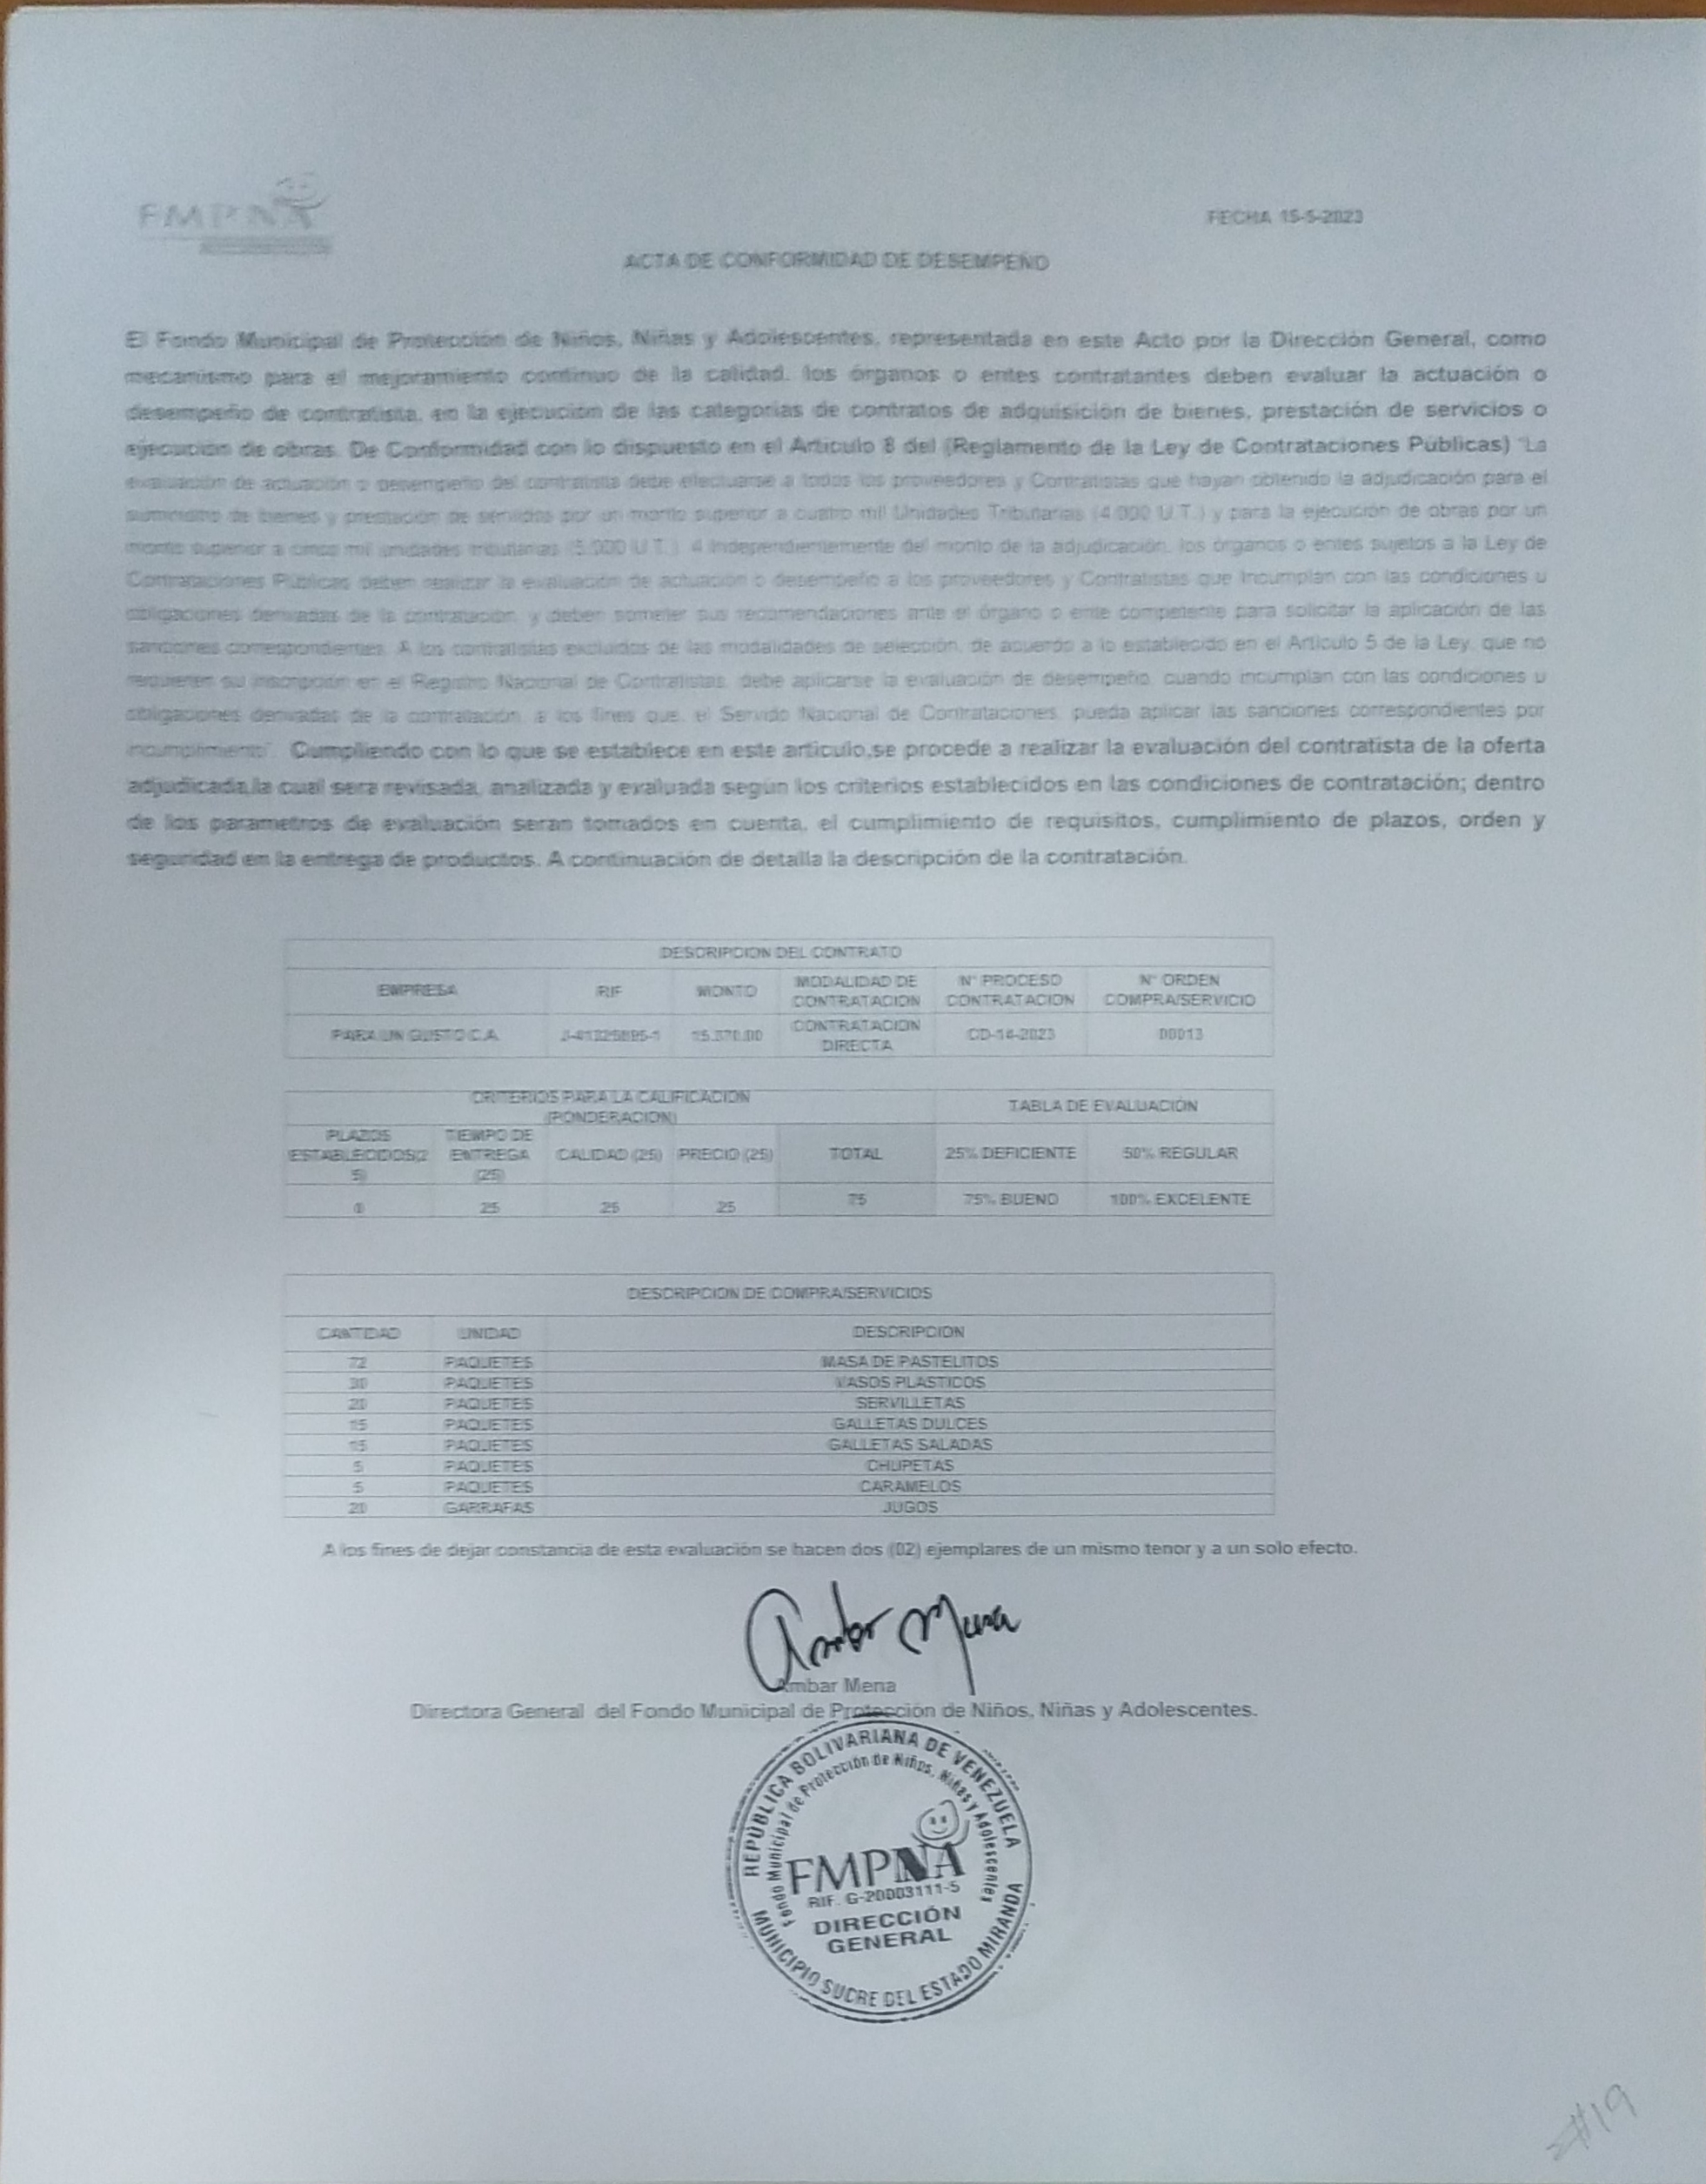 FMPNA
FECHA 15-5-2023
ACTA DE CONFORMIDAD DE DESEMPEÑO
El Fondo Municipal de Protección de Niños, Niñas y Adolescentes, representada en este Acto por la Dirección General, como
mecanismo para el mejoramiento continuo de la calidad, los órganos o entes contratantes deben evaluar la actuación o
desempeño de contratista, en la ejecución de las categorias de contratos de adquisición de bienes, prestación de servicios o
ejecución de obras. De Conformidad con lo dispuesto en el Articulo 8 del (Reglamento de la Ley de Contrataciones Públicas) "La
evaluación de actuación o desempeño del contratista debe efectuarse a todos los proveedores y Contratistas que hayan obtenido la adjudicación para el
suministro de bienes y prestación de servicios por un monto superior a cuatro mil Unidades Tributarias (4.000 U.T.) y para la ejecución de obras por un
monto superior a cinco mil unidades tributarias (5.000 U.T.). 4 Independientemente del monto de la adjudicación, los órganos o entes sujetos a la Ley de
Contrataciones Públicas deben realizar la evaluación de actuación o desempeño a los proveedores y Contratistas que Incumplan con las condiciones u
obligaciones derivadas de la contratación, y deben someter sus recomendaciones ante el órgano o ente competente para solicitar la aplicación de las
sanciones correspondientes. A los contratistas excluidos de las modalidades de selección, de acuerdo a lo establecido en el Artículo 5 de la Ley, que no
requieren su inscripción en el Registro Nacional de Contratistas, debe aplicarse la evaluación de desempeño, cuando incumplan con las condiciones u
obligaciones derivadas de la contratación, a los fines que, el Servido Nacional de Contrataciones, pueda aplicar las sanciones correspondientes por
incumplimiento". Cumpliendo con lo que se establece en este articulo,se procede a realizar la evaluación del contratista de la oferta
adjudicada,la cual sera revisada, analizada y evaluada según los criterios establecidos en las condiciones de contratación; dentro
de los parametros de evaluación seran tomados en cuenta, el cumplimiento de requisitos, cumplimiento de plazos, orden y
seguridad en la entrega de productos. A continuación de detalla la descripción de la contratación.
DESCRIPCION DEL CONTRATO
EMPRESA RIF MONTO MODALIDAD DE CONTRATACION N° PROCESO CONTRATACION N° ORDEN COMPRA/SERVICIO
PARA UN GUSTO C.A. 15.370,00 CONTRATACION DIRECTA CD-14-2023 00013
CRITERIOS PARA LA CALIFICACION (PONDERACION) TABLA DE EVALUACIÓN
PLAZOS ESTABLECIDOS(25) TIEMPO DE ENTREGA (25) CALIDAD (25) PRECIO (25) TOTAL 25% DEFICIENTE 50% REGULAR
0 25 25 25 75 75% BUENO 100% EXCELENTE
DESCRIPCION DE COMPRA/SERVICIOS
CANTIDAD UNIDAD DESCRIPCION
72 PAQUETES MASA DE PASTELITOS
30 PAQUETES VASOS PLASTICOS
20 PAQUETES SERVILLETAS
15 PAQUETES GALLETAS DULCES
15 PAQUETES GALLETAS SALADAS
5 PAQUETES CHUPETAS
5 PAQUETES CARAMELOS
20 GARRAFAS JUGOS
A los fines de dejar constancia de esta evaluación se hacen dos (02) ejemplares de un mismo tenor y a un solo efecto.
Ambar Mena
Ambar Mena
Directora General del Fondo Municipal de Protección de Niños, Niñas y Adolescentes.
REPÚBLICA BOLIVARIANA DE VENEZUELA
Fondo Municipal de Protección de Niños, Niñas y Adolescentes
FMPNA
RIF. G-20003111-5
DIRECCIÓN
GENERAL
MUNICIPIO SUCRE DEL ESTADO MIRANDA
#19